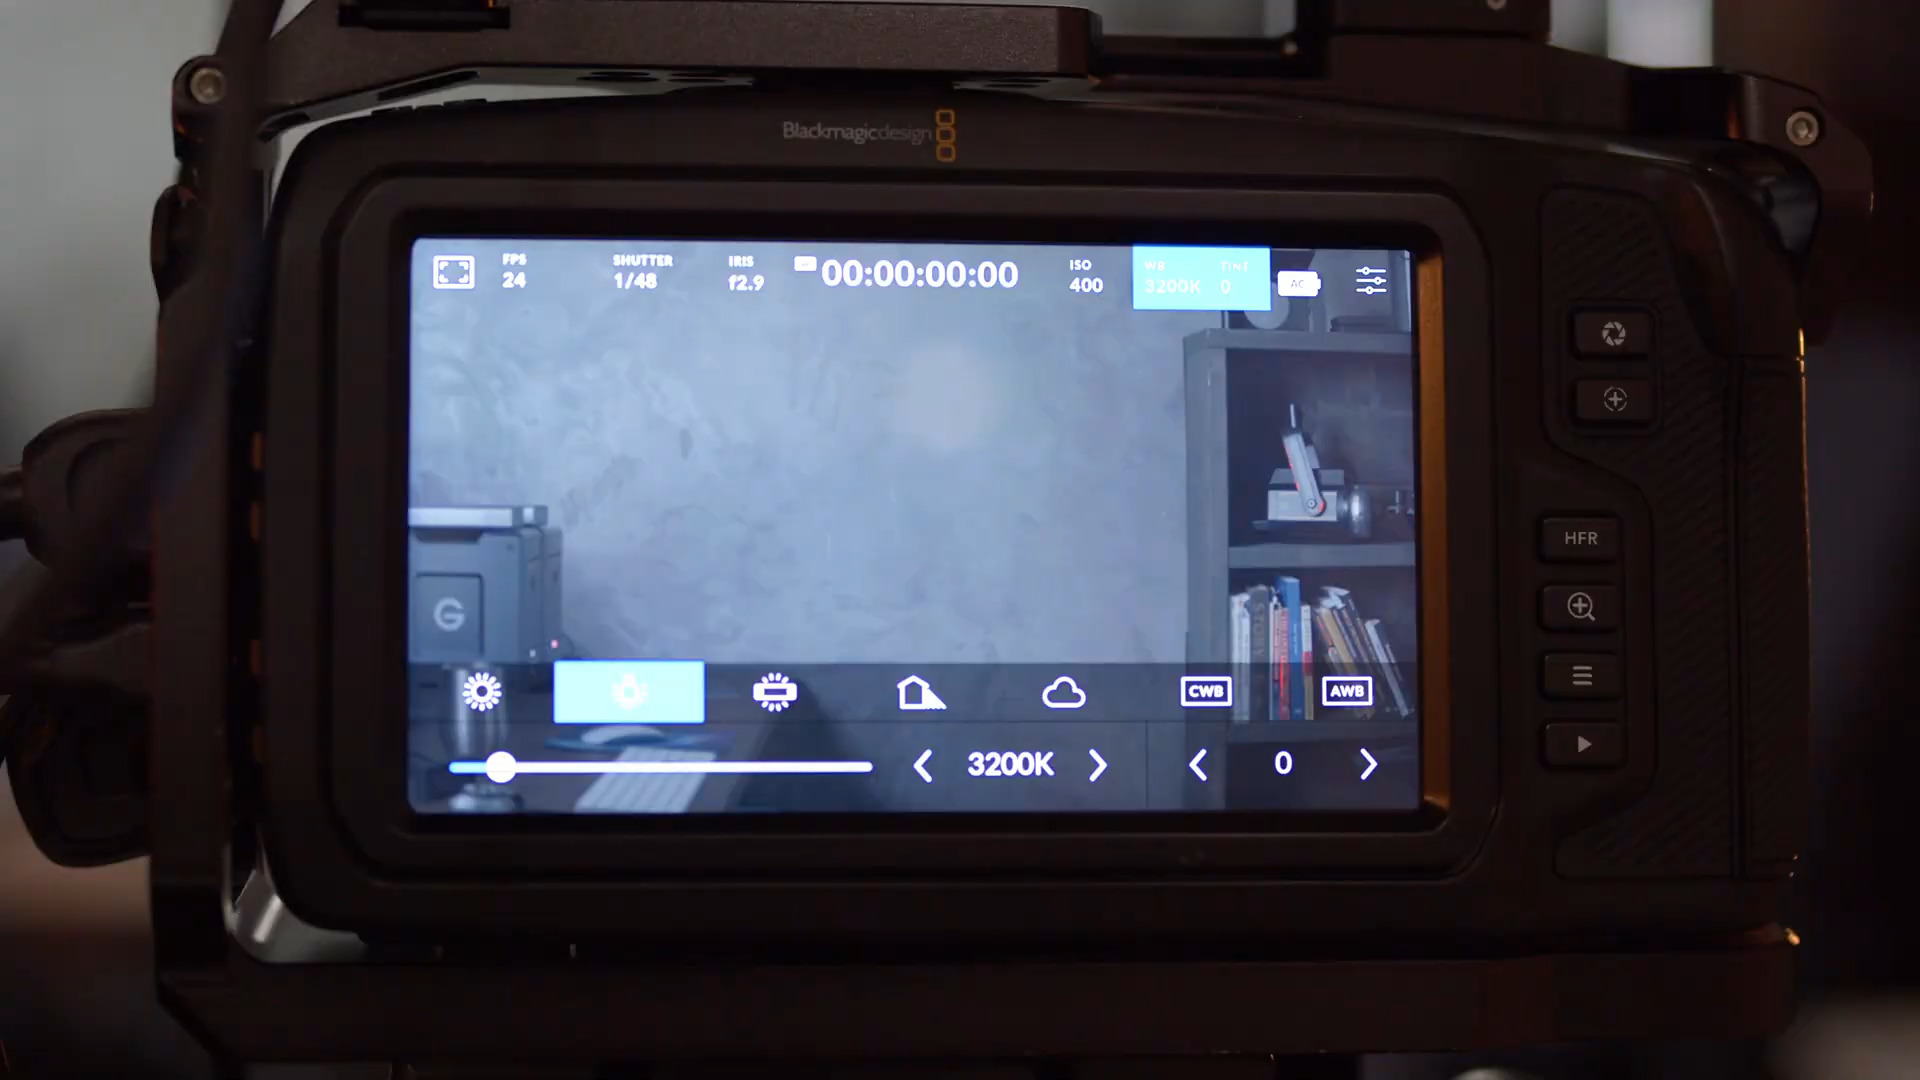 Blackmagicdesign
FPS
24
SHUTTER
1/48
IRIS
f2.9
00:00:00:00
ISO
400
WB
3200K
TINT
0
AC
HFR
G
STORY
CWB
AWB
3200K
0